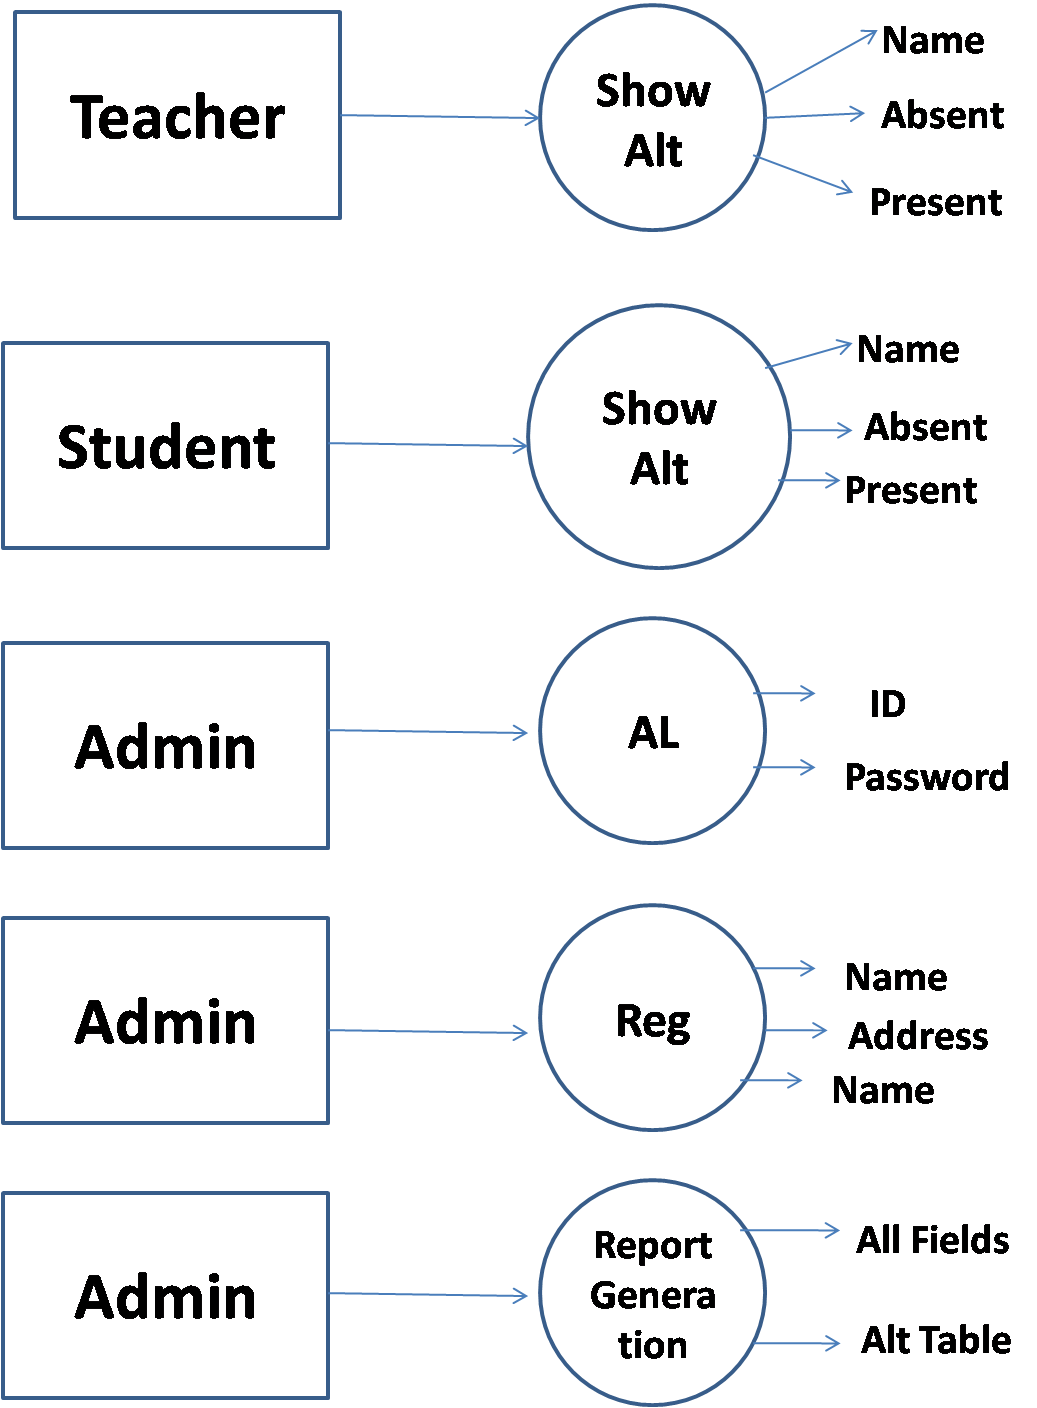 Teacher
Show
Alt
Name
Absent
Present
Student
Show
Alt
Name
Absent
Present
Admin
AL
ID
Password
Admin
Reg
Name
Address
Name
Admin
Report
Genera
tion
All Fields
Alt Table